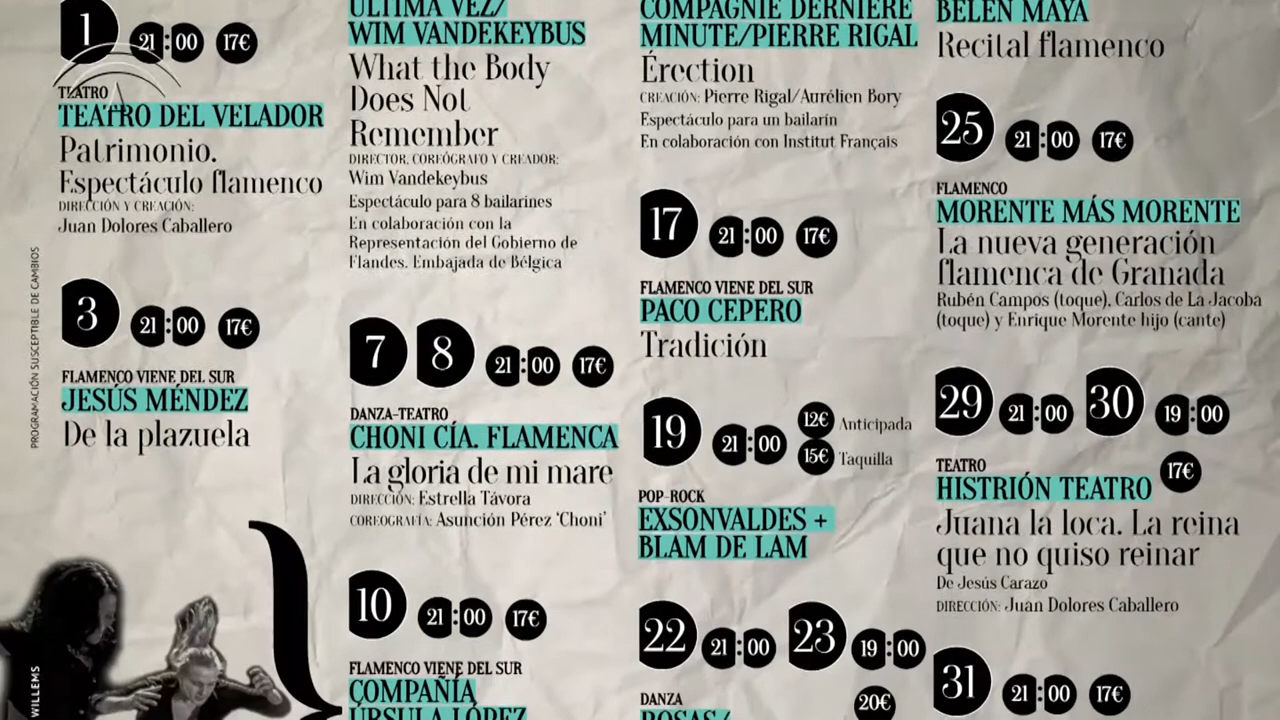 1 21:00 17€
TEATRO
TEATRO DEL VELADOR
Patrimonio.
Espectáculo flamenco
DIRECCIÓN Y CREACIÓN:
Juan Dolores Caballero
3 21:00 17€
FLAMENCO VIENE DEL SUR
JESÚS MÉNDEZ
De la plazuela
PROGRAMACIÓN SUSCEPTIBLE DE CAMBIOS
WILLEMS
ULTIMA VEZ/
WIM VANDEKEYBUS
What the Body
Does Not
Remember
DIRECTOR, COREÓGRAFO Y CREADOR:
Wim Vandekeybus
Espectáculo para 8 bailarines
En colaboración con la
Representación del Gobierno de
Flandes. Embajada de Bélgica
7 8 21:00 17€
DANZA-TEATRO
CHONI CÍA. FLAMENCA
La gloria de mi mare
DIRECCIÓN: Estrella Távora
COREOGRAFÍA: Asunción Pérez ‘Choni’
10 21:00 17€
FLAMENCO VIENE DEL SUR
COMPAÑÍA
ÚRSULA LÓPEZ
COMPAGNIE DERNIÈRE
MINUTE/PIERRE RIGAL
Érection
CREACIÓN: Pierre Rigal/Aurélien Bory
Espectáculo para un bailarín
En colaboración con Institut Français
17 21:00 17€
FLAMENCO VIENE DEL SUR
PACO CEPERO
Tradición
19 21:00 12€ Anticipada
15€ Taquilla
POP-ROCK
EXSONVALDES +
BLAM DE LAM
22 21:00 23 19:00
20€
DANZA
ROSAS/
BELÉN MAYA
Recital flamenco
25 21:00 17€
FLAMENCO
MORENTE MÁS MORENTE
La nueva generación
flamenca de Granada
Rubén Campos (toque), Carlos de La Jacoba
(toque) y Enrique Morente hijo (cante)
29 21:00 30 19:00
17€
TEATRO
HISTRIÓN TEATRO
Juana la loca. La reina
que no quiso reinar
De Jesús Carazo
DIRECCIÓN: Juan Dolores Caballero
31 21:00 17€